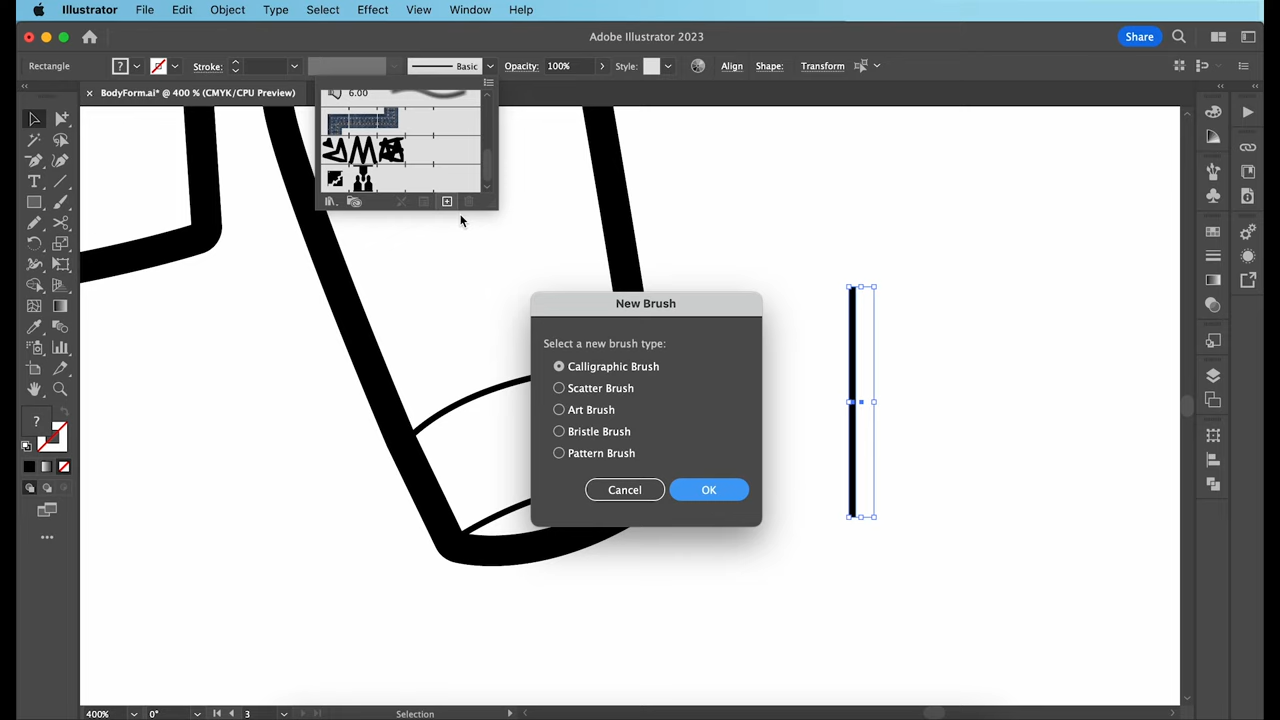 Illustrator File Edit Object Type Select Effect View Window Help
Adobe Illustrator 2023
Share
Rectangle
?
Stroke:
Basic
Opacity:
100%
Style:
Align
Shape:
Transform
× BodyForm.ai* @ 400 % (CMYK/CPU Preview)
6.00
New Brush
Select a new brush type:
Calligraphic Brush
Scatter Brush
Art Brush
Bristle Brush
Pattern Brush
Cancel
OK
?
400%
0°
3
Selection